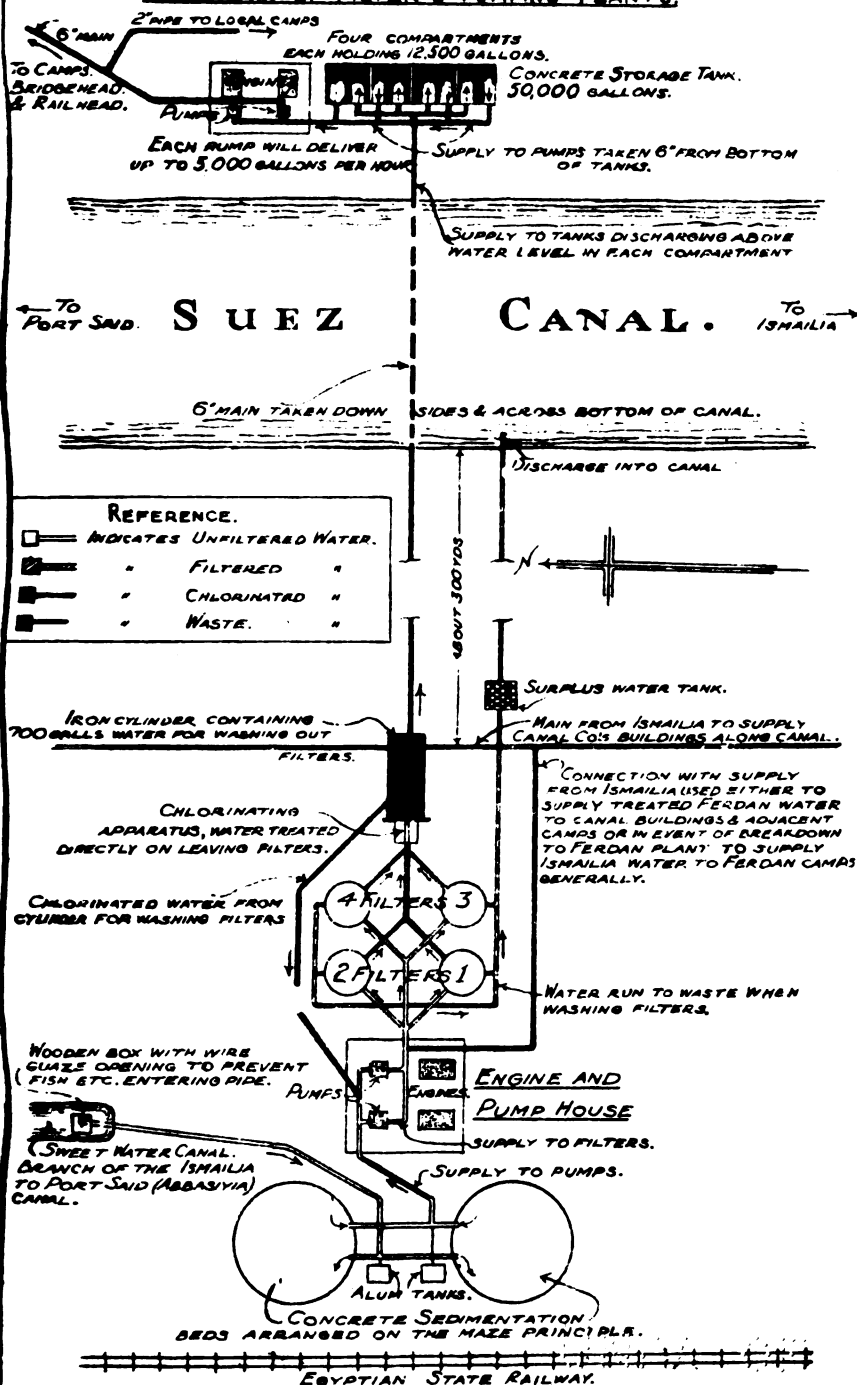 2" PIPE TO LOCAL CAMPS
6" MAIN
TO CAMPS.
BRIDGEHEAD.
& RAILHEAD.
FOUR COMPARTMENTS
EACH HOLDING 12,500 GALLONS.
ENGINES
PUMPS
CONCRETE STORAGE TANK.
50,000 GALLONS.
EACH PUMP WILL DELIVER
UP TO 5,000 GALLONS PER HOUR
SUPPLY TO PUMPS TAKEN 6" FROM BOTTOM
OF TANKS.
SUPPLY TO TANKS DISCHARGING ABOVE
WATER LEVEL IN EACH COMPARTMENT
TO
PORT SAID.
SUEZ CANAL.
TO
ISMAILIA
6" MAIN TAKEN DOWN SIDES & ACROSS BOTTOM OF CANAL.
DISCHARGE INTO CANAL
REFERENCE.
INDICATES UNFILTERED WATER.
" FILTERED "
" CHLORINATED "
" WASTE. "
ABOUT 300 YDS
N
SURPLUS WATER TANK.
IRON CYLINDER CONTAINING
700 GALLS WATER FOR WASHING OUT
FILTERS.
MAIN FROM ISMAILIA TO SUPPLY
CANAL CO'S BUILDINGS ALONG CANAL.
CONNECTION WITH SUPPLY
FROM ISMAILIA USED EITHER TO
SUPPLY TREATED FERDAN WATER
TO CANAL BUILDINGS & ADJACENT
CAMPS OR IN EVENT OF BREAKDOWN
TO FERDAN PLANT TO SUPPLY
ISMAILIA WATER TO FERDAN CAMPS
GENERALLY.
CHLORINATING
APPARATUS, WATER TREATED
DIRECTLY ON LEAVING FILTERS.
CHLORINATED WATER FROM
CYLINDER FOR WASHING FILTERS
4 FILTERS 3
2 FILTERS 1
WATER RUN TO WASTE WHEN
WASHING FILTERS.
WOODEN BOX WITH WIRE
GUAZE OPENING TO PREVENT
FISH ETC. ENTERING PIPE.
PUMPS
ENGINES
ENGINE AND
PUMP HOUSE
SUPPLY TO FILTERS.
SWEET WATER CANAL.
BRANCH OF THE ISMAILIA
TO PORT SAID (ABBASIYIA)
CANAL.
SUPPLY TO PUMPS.
ALUM TANKS.
CONCRETE SEDIMENTATION
BEDS ARRANGED ON THE MAZE PRINCIPLE.
EGYPTIAN STATE RAILWAY.